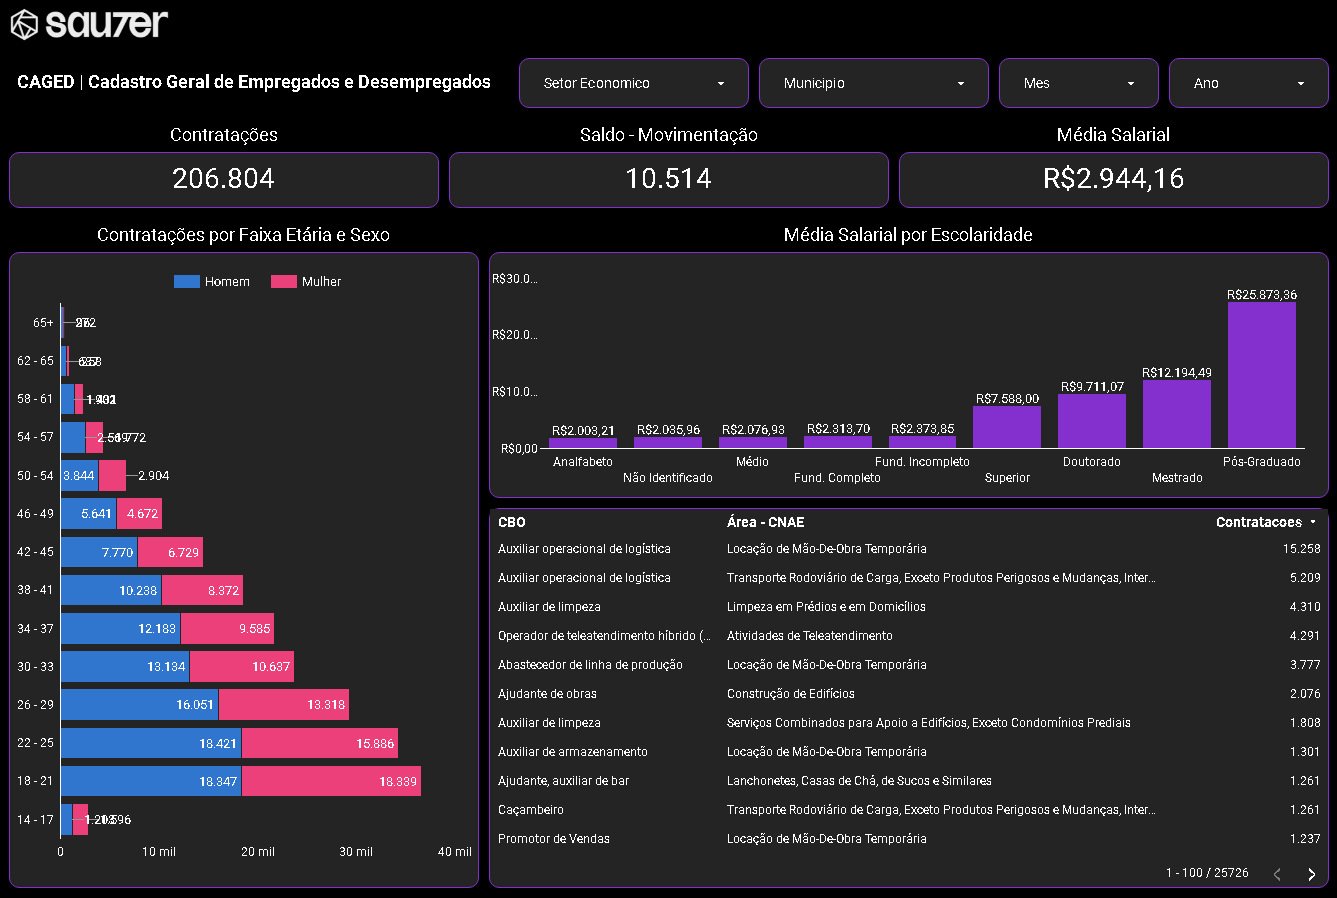 sau7er
CAGED | Cadastro Geral de Empregados e Desempregados
Setor Economico
Municipio
Mes
Ano
Contratações
206.804
Saldo - Movimentação
10.514
Média Salarial
R$2.944,16
Contratações por Faixa Etária e Sexo
Homem
Mulher
65+
62 - 65
58 - 61
54 - 57
50 - 54 3.844 2.904
46 - 49 5.641 4.672
42 - 45 7.770 6.729
38 - 41 10.238 8.372
34 - 37 12.183 9.585
30 - 33 13.134 10.637
26 - 29 16.051 13.318
22 - 25 18.421 15.886
18 - 21 18.347 18.339
14 - 17
0 10 mil 20 mil 30 mil 40 mil
Média Salarial por Escolaridade
R$30.0...
R$20.0...
R$10.0...
R$0,00
R$2.003,21
R$2.035,96
R$2.076,93
R$2.313,70
R$2.373,85
R$7.588,00
R$9.711,07
R$12.194,49
R$25.873,36
Analfabeto
Não Identificado
Médio
Fund. Completo
Fund. Incompleto
Superior
Doutorado
Mestrado
Pós-Graduado
CBO Área - CNAE Contratacoes
Auxiliar operacional de logística Locação de Mão-De-Obra Temporária 15.258
Auxiliar operacional de logística Transporte Rodoviário de Carga, Exceto Produtos Perigosos e Mudanças, Inter... 5.209
Auxiliar de limpeza Limpeza em Prédios e em Domicílios 4.310
Operador de teleatendimento híbrido (... Atividades de Teleatendimento 4.291
Abastecedor de linha de produção Locação de Mão-De-Obra Temporária 3.777
Ajudante de obras Construção de Edifícios 2.076
Auxiliar de limpeza Serviços Combinados para Apoio a Edifícios, Exceto Condomínios Prediais 1.808
Auxiliar de armazenamento Locação de Mão-De-Obra Temporária 1.301
Ajudante, auxiliar de bar Lanchonetes, Casas de Chá, de Sucos e Similares 1.261
Caçambeiro Transporte Rodoviário de Carga, Exceto Produtos Perigosos e Mudanças, Inter... 1.261
Promotor de Vendas Locação de Mão-De-Obra Temporária 1.237
1 - 100 / 25726